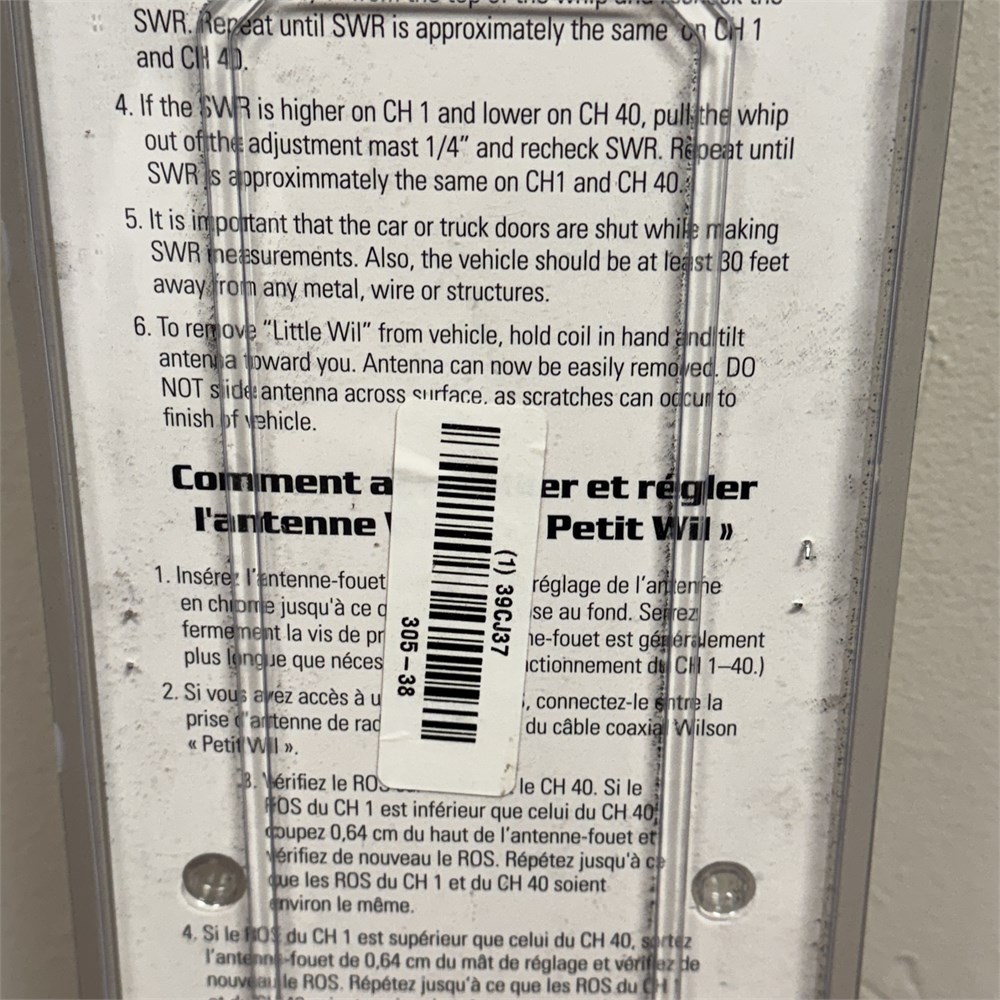 SWR. Repeat until SWR is approximately the same on CH 1
and CH 40.
4. If the SWR is higher on CH 1 and lower on CH 40, pull the whip
out of the adjustment mast 1/4" and recheck SWR. Repeat until
SWR is approximmately the same on CH1 and CH 40.
5. It is important that the car or truck doors are shut while making
SWR measurements. Also, the vehicle should be at least 30 feet
away from any metal, wire or structures.
6. To remove "Little Wil" from vehicle, hold coil in hand and tilt
antenna toward you. Antenna can now be easily removed. DO
NOT slide antenna across surface, as scratches can occur to
finish of vehicle.
Comment a er et régler
l'antenne Petit Wil »
1. Insérez l'antenne-fouet réglage de l'antenne
en chrome jusqu'à ce se au fond. Serrez
fermement la vis de ne-fouet est généralement
plus longue que néces ctionnement du CH 1–40.)
2. Si vous avez accès à u , connectez-le entre la
prise d'antenne de rad du câble coaxial Wilson
« Petit Wil ».
3. Vérifiez le ROS le CH 40. Si le
ROS du CH 1 est inférieur que celui du CH 40,
coupez 0,64 cm du haut de l'antenne-fouet et
vérifiez de nouveau le ROS. Répétez jusqu'à ce
que les ROS du CH 1 et du CH 40 soient
environ le même.
4. Si le ROS du CH 1 est supérieur que celui du CH 40, sortez
l'antenne-fouet de 0,64 cm du mât de réglage et vérifiez de
nouveau le ROS. Répétez jusqu'à ce que les ROS du CH 1
(1) 39CJ37
305-38